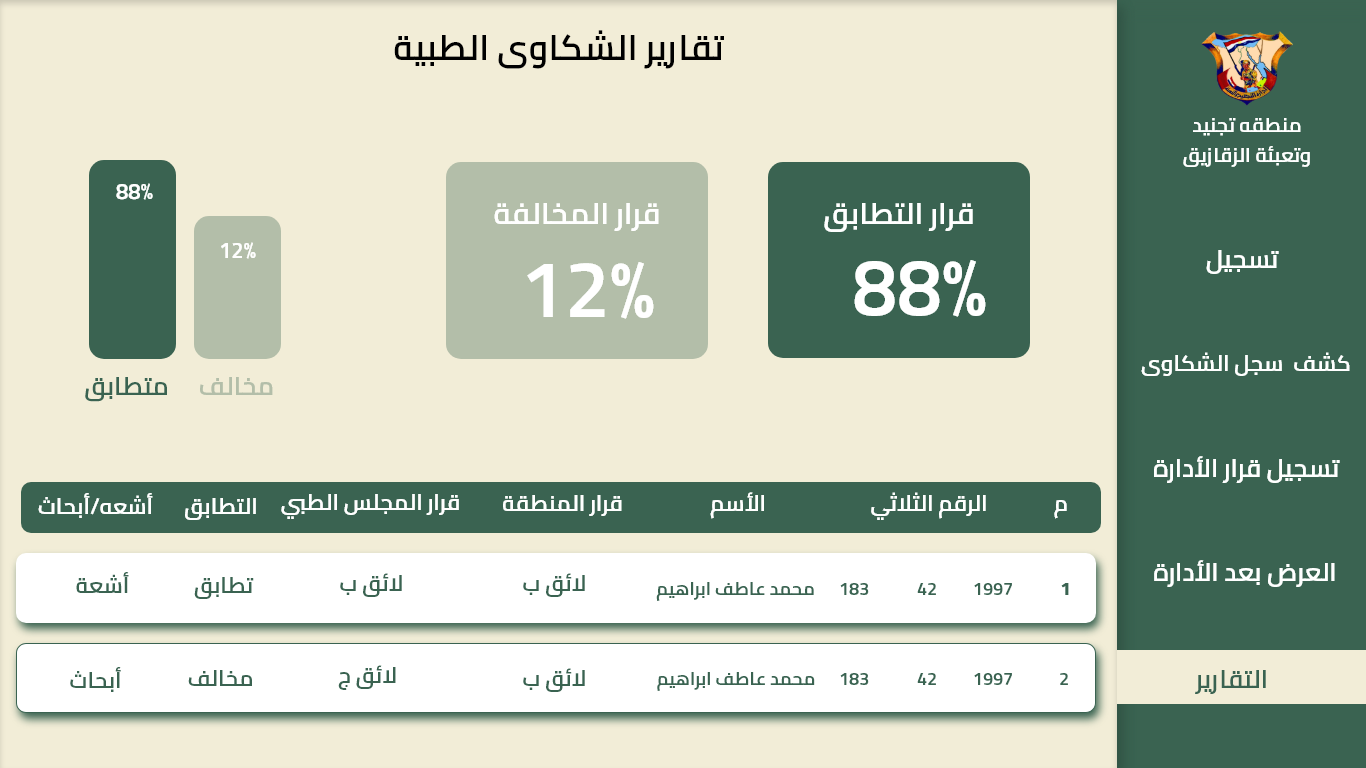 تقارير الشكاوى الطبية
منطقه تجنيد
وتعبئة الزقازيق
تسجيل
كشف سجل الشكاوى
تسجيل قرار الأدارة
العرض بعد الأدارة
التقارير
قرار التطابق
88%
قرار المخالفة
12%
88%
12%
مخالف
متطابق
م الرقم الثلاثي الأسم قرار المنطقة قرار المجلس الطبي التطابق أشعه/أبحاث
1 1997 42 183 محمد عاطف ابراهيم لائق ب لائق ب تطابق أشعة
2 1997 42 183 محمد عاطف ابراهيم لائق ب لائق ج مخالف أبحاث